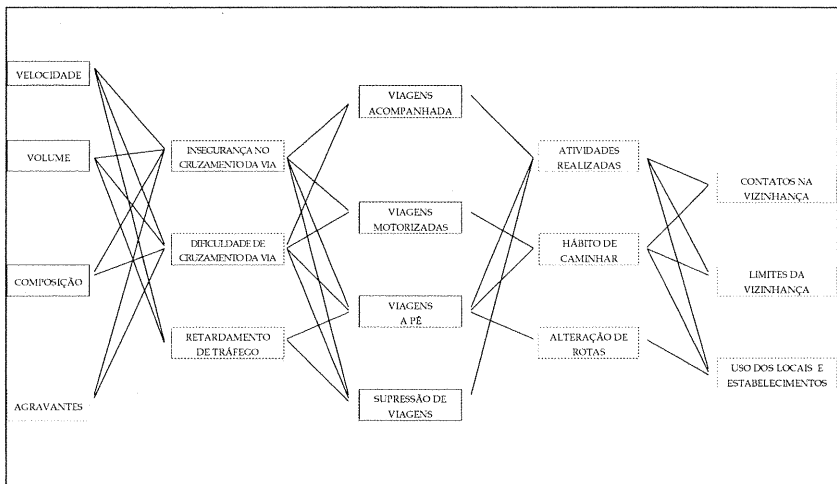 VELOCIDADE
VOLUME
COMPOSIÇÃO
AGRAVANTES
INSEGURANÇA NO
CRUZAMENTO DA VIA
DIFICULDADE DE
CRUZAMENTO DA VIA
RETARDAMENTO
DE TRÁFEGO
VIAGENS
ACOMPANHADA
VIAGENS
MOTORIZADAS
VIAGENS
A PÉ
SUPRESSÃO DE
VIAGENS
ATIVIDADES
REALIZADAS
HÁBITO DE
CAMINHAR
ALTERAÇÃO DE
ROTAS
CONTATOS NA
VIZINHANÇA
LIMITES DA
VIZINHANÇA
USO DOS LOCAIS E
ESTABELECIMENTOS